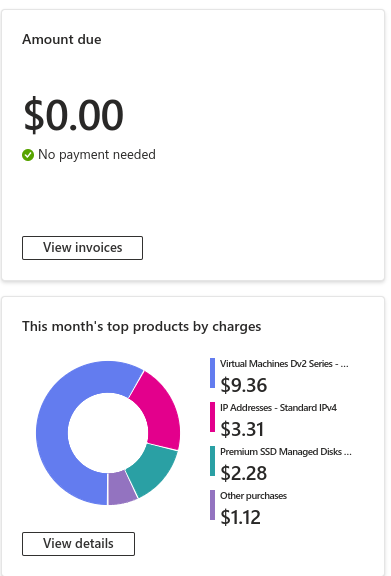 Amount due
$0.00
No payment needed
View invoices
This month's top products by charges
Virtual Machines Dv2 Series - ...
$9.36
IP Addresses - Standard IPv4
$3.31
Premium SSD Managed Disks ...
$2.28
Other purchases
$1.12
View details